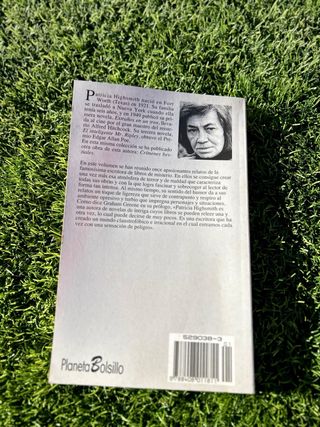 Patricia Highsmith nació en Fort
Worth (Texas) en 1921. Su familia
se trasladó a Nueva York cuando ella
tenía seis años, y en 1949 publicó su pri-
mera novela, Extraños en un tren, lleva-
da al cine por el gran maestro del miste-
rio Alfred Hitchcock. Su tercera novela,
El inteligente Mr. Ripley, obtuvo el Pre-
mio Edgar Allan Poe.
En esta misma colección se ha publicado
otra obra de esta autora: Crímenes bes-
tiales.
En este volumen se han reunido once apasionantes relatos de la
famosísima escritora de libros de misterio. En ellos se consigue crear
una vez más esa atmósfera de terror y de realidad que caracteriza
todas sus obras y con la que logra fascinar y sobrecoger al lector de
forma tan intensa. Al mismo tiempo, su sentido del humor da a sus
relatos un toque de ligereza que sirve de contrapunto y respiro al
ambiente opresivo y turbio que impregna personajes y situaciones.
Como dice Graham Greene en su prólogo, «Patricia Highsmith es
una autora de novelas de intriga cuyos libros se pueden releer una y
otra vez, lo cual puede decirse de muy pocos. Es una escritora que ha
creado un mundo claustrofóbico e irracional en el cual entramos cada
vez con una sensación de peligro».
529038-3
Planeta Bolsillo